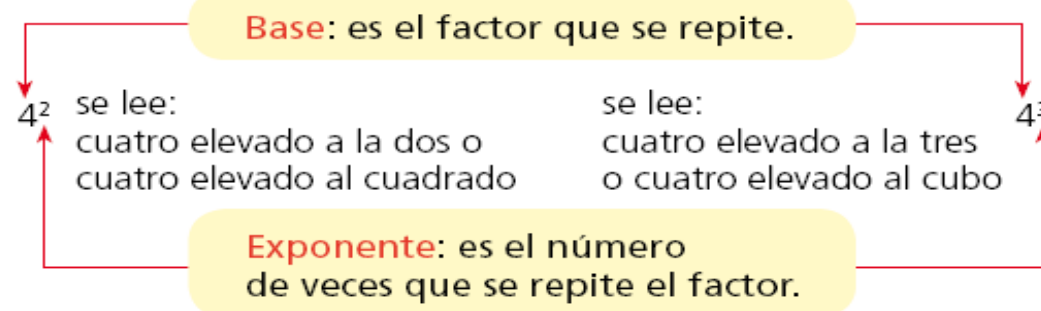 Base: es el factor que se repite.
4²
se lee:
cuatro elevado a la dos o
cuatro elevado al cuadrado
se lee:
cuatro elevado a la tres
o cuatro elevado al cubo
4³
Exponente: es el número
de veces que se repite el factor.